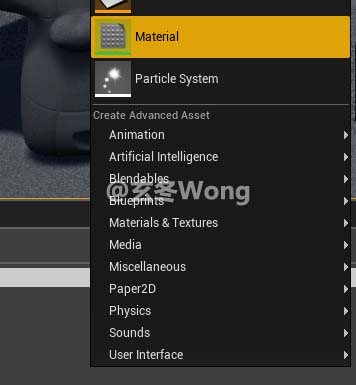 Material
Particle System
Create Advanced Asset
Animation
Artificial Intelligence
Blendables
@玄冬Wong
Blueprints
Materials & Textures
Media
Miscellaneous
Paper2D
Physics
Sounds
User Interface